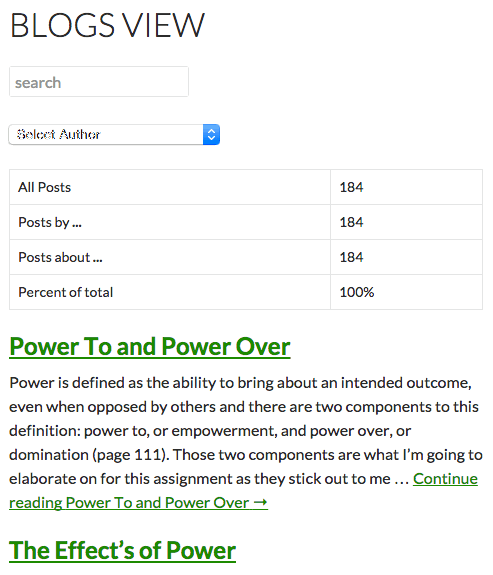 BLOGS VIEW
search
Select Author
All Posts 184
Posts by ... 184
Posts about ... 184
Percent of total 100%
Power To and Power Over
Power is defined as the ability to bring about an intended outcome,
even when opposed by others and there are two components to this
definition: power to, or empowerment, and power over, or
domination (page 111). Those two components are what I'm going to
elaborate on for this assignment as they stick out to me … Continue
reading Power To and Power Over →
The Effect's of Power